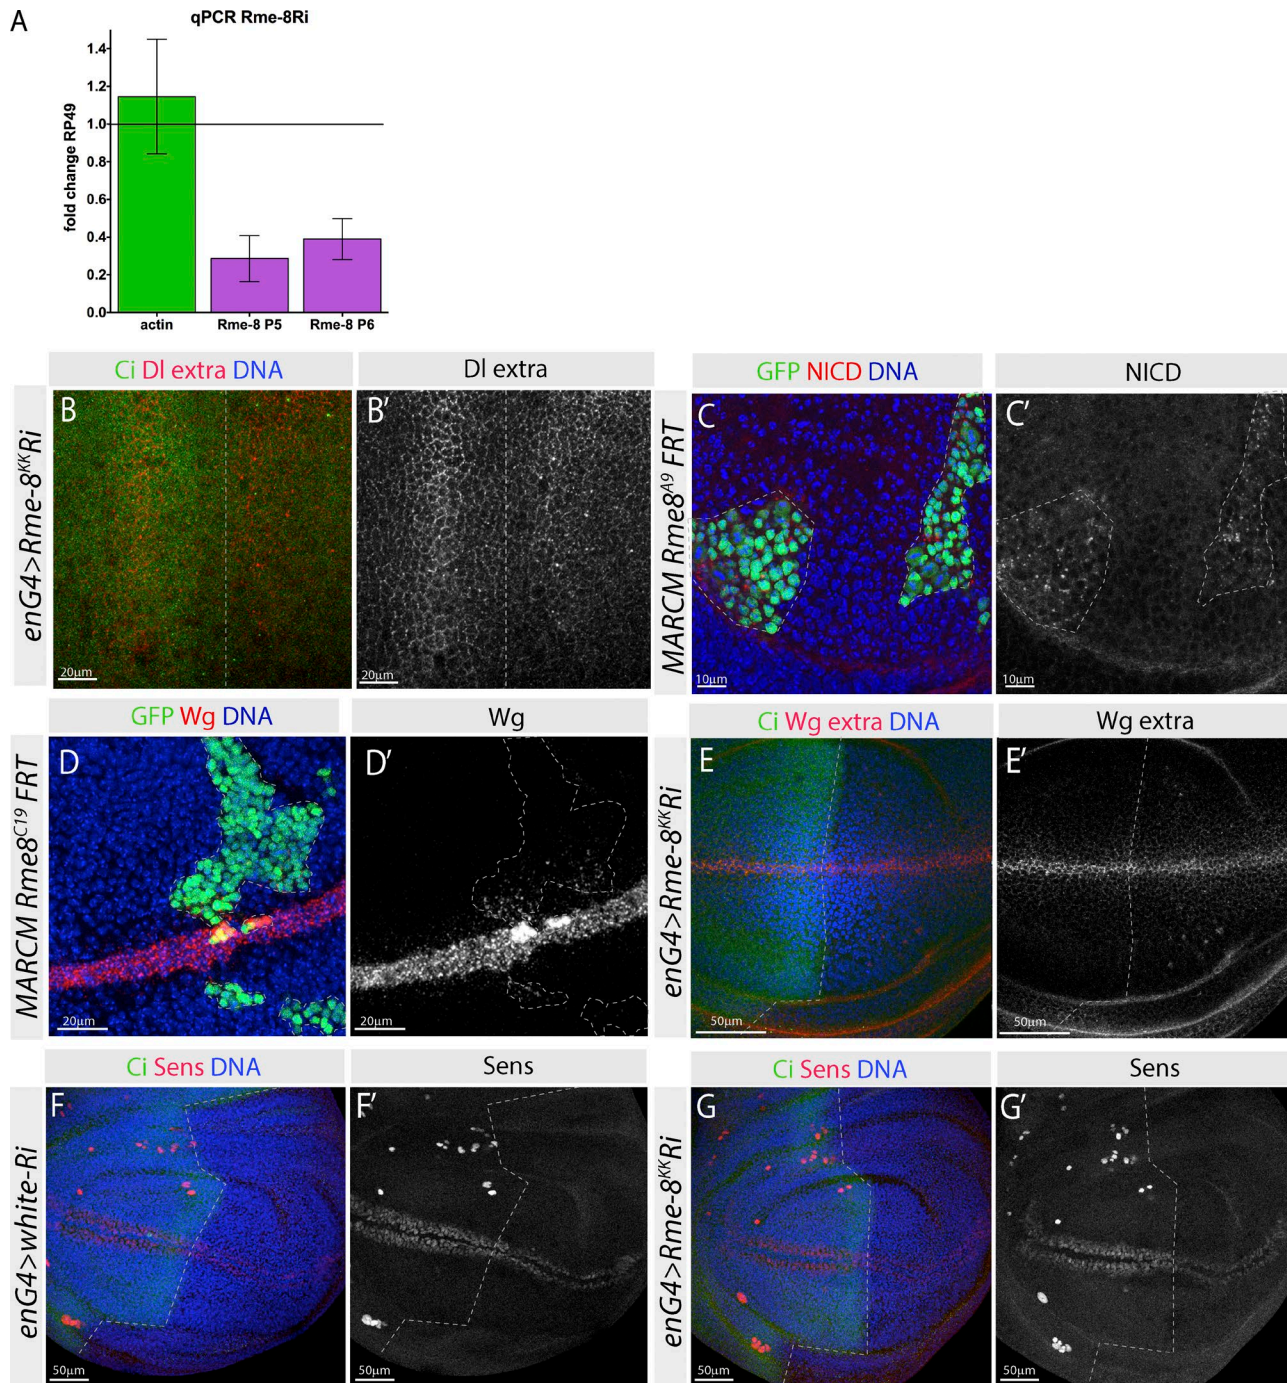 A
qPCR Rme-8Ri
fold change RP49
1.4
1.2
1.0
0.8
0.6
0.4
0.2
0.0
actin
Rme-8 P5
Rme-8 P6
Ci Dl extra DNA
Dl extra
enG4>Rme-8KKRi
B
20µm
B'
20µm
GFP NICD DNA
NICD
MARCM Rme8A9 FRT
C
10µm
C'
10µm
GFP Wg DNA
Wg
MARCM Rme8C19 FRT
D
20µm
D'
20µm
Ci Wg extra DNA
Wg extra
enG4>Rme-8KKRi
E
50µm
E'
50µm
Ci Sens DNA
Sens
enG4>white-Ri
F
50µm
F'
50µm
Ci Sens DNA
Sens
enG4>Rme-8KKRi
G
50µm
G'
50µm